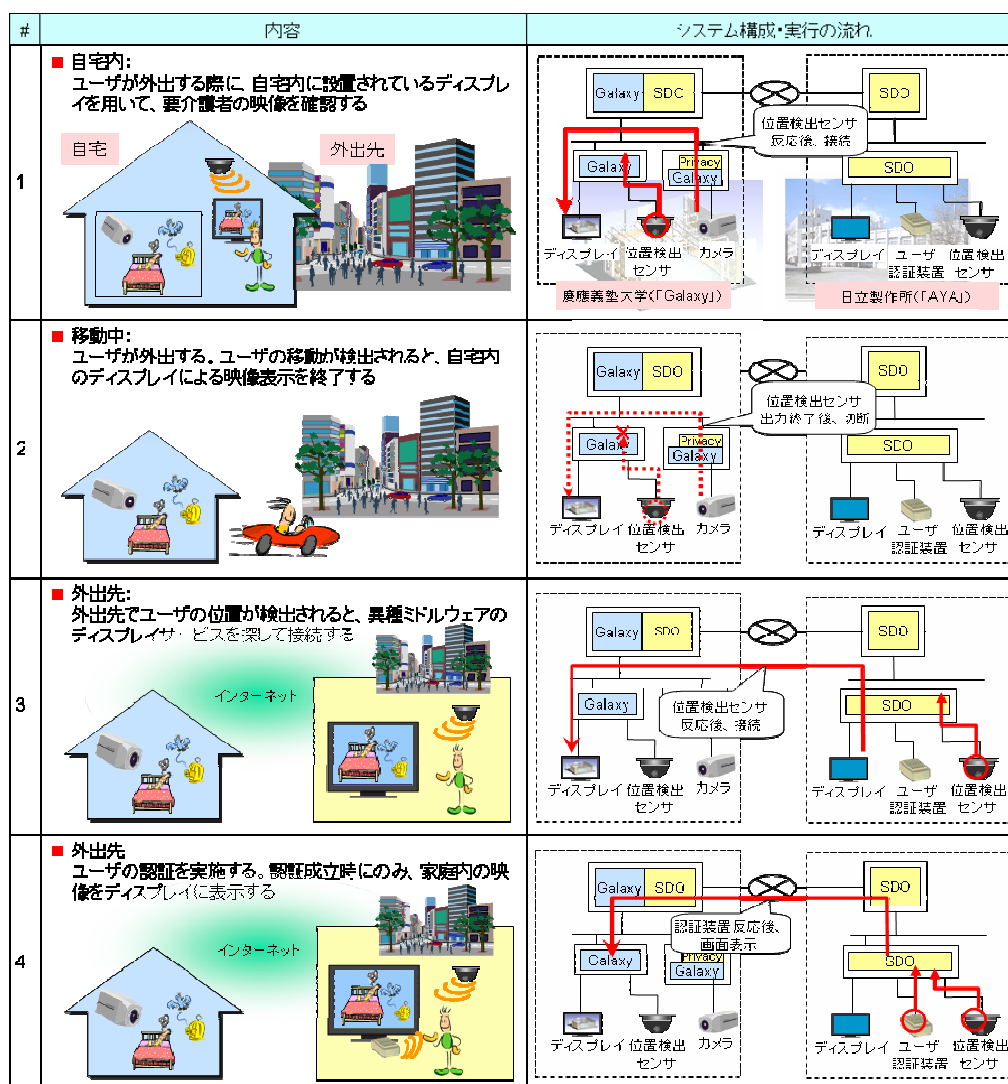 # 内容 システム構成・実行の流れ
1
■ 自宅内:
ユーザが外出する際に、自宅内に設置されているディスプレ
イを用いて、要介護者の映像を確認する
自宅
外出先
Galaxy SDO
SDO
位置検出センサ
反応後、接続
Galaxy
Privacy
Galaxy
SDO
ディスプレイ 位置検出
センサ
カメラ
ディスプレイ ユーザ
認証装置
位置検出
センサ
慶應義塾大学(「Galaxy」)
日立製作所(「AYA」)
2
■ 移動中:
ユーザが外出する。ユーザの移動が検出されると、自宅内
のディスプレイによる映像表示を終了する
Galaxy SDO
SDO
位置検出センサ
出力終了後、切断
Galaxy
Privacy
Galaxy
SDO
ディスプレイ 位置検出
センサ
カメラ
ディスプレイ ユーザ
認証装置
位置検出
センサ
3
■ 外出先:
外出先でユーザの位置が検出されると、異種ミドルウェアの
ディスプレイサービスを探して接続する
インターネット
Galaxy SDO
SDO
Galaxy
位置検出センサ
反応後、接続
SDO
ディスプレイ 位置検出
センサ
カメラ
ディスプレイ ユーザ
認証装置
位置検出
センサ
4
■ 外出先
ユーザの認証を実施する。認証成立時にのみ、家庭内の映
像をディスプレイに表示する
インターネット
Galaxy SDO
SDO
認証装置反応後、
画面表示
Galaxy
Privacy
Galaxy
SDO
ディスプレイ 位置検出
センサ
カメラ
ディスプレイ ユーザ
認証装置
位置検出
センサ